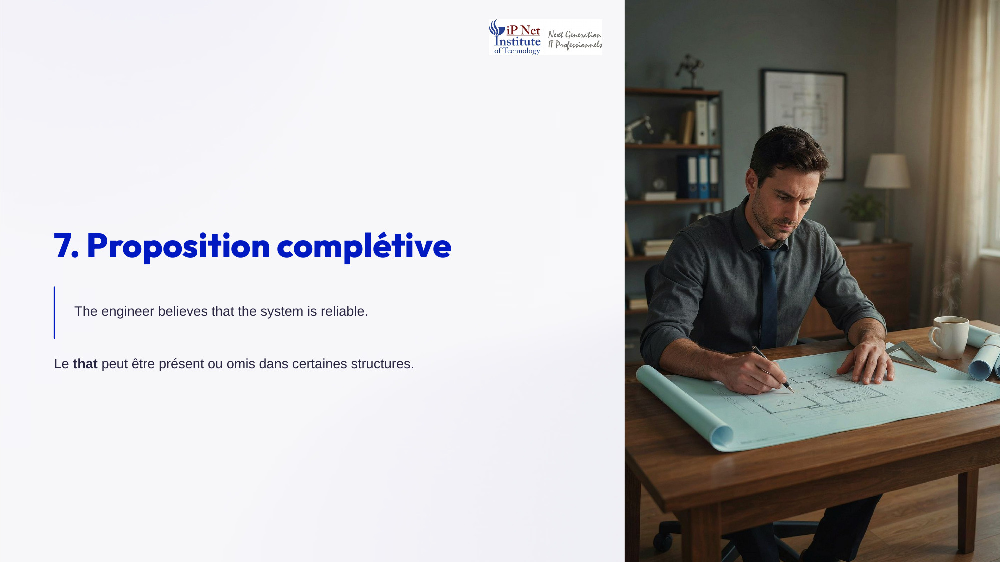 iP Net
Institute
of Technology
Next Generation
IT Professionnels
7. Proposition complétive
The engineer believes that the system is reliable.
Le that peut être présent ou omis dans certaines structures.